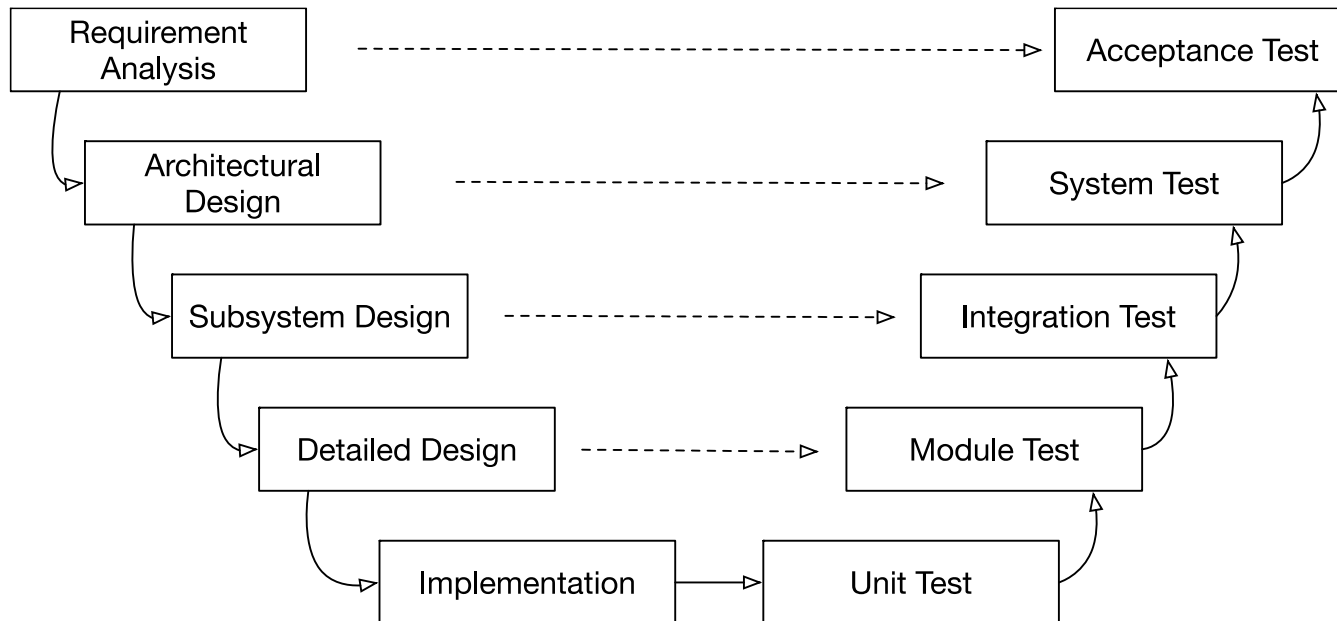 Requirement
Analysis
Acceptance Test
Architectural
Design
System Test
Subsystem Design
Integration Test
Detailed Design
Module Test
Implementation
Unit Test